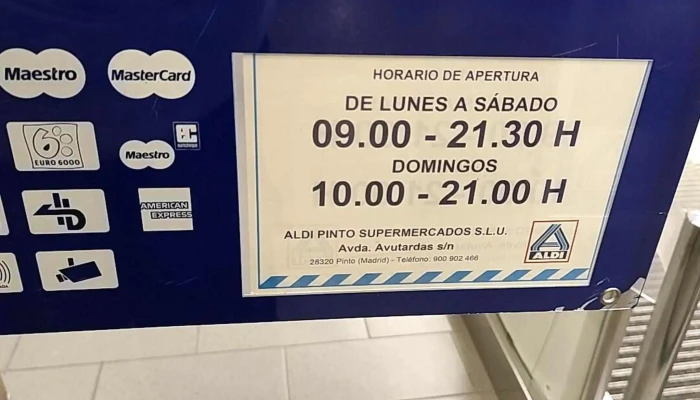 Maestro
MasterCard
EURO 6000
Maestro
AMERICAN
EXPRESS
HORARIO DE APERTURA
DE LUNES A SÁBADO
09.00 - 21.30 H
DOMINGOS
10.00 - 21.00 H
ALDI PINTO SUPERMERCADOS S.L.U.
Avda. Avutardas s/n
28320 Pinto (Madrid) - Teléfono: 900 902 466
ALDI